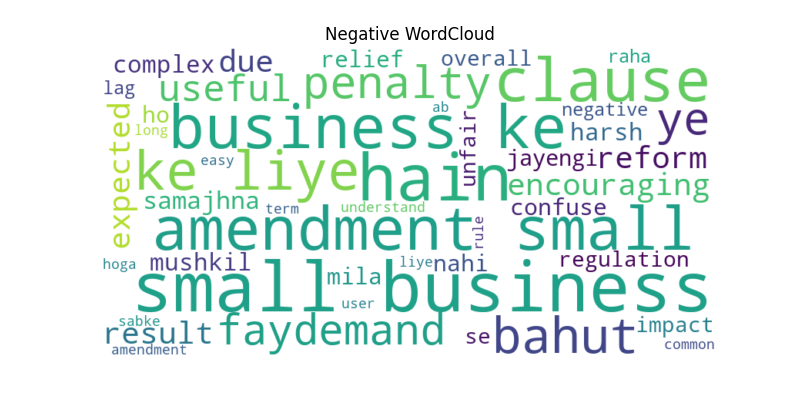 Negative WordCloud
complex due relief overall raha
lag useful penalty clause
expected ho long business ab ke unfair negative ye
harsh
ke liye easy hain jayengi reform
samajhna term understand encouraging
confuse
amendment rule small
hoga mushkil mila liye nahi regulation
small user business
sabke result faydemand se bahut impact
amendment common